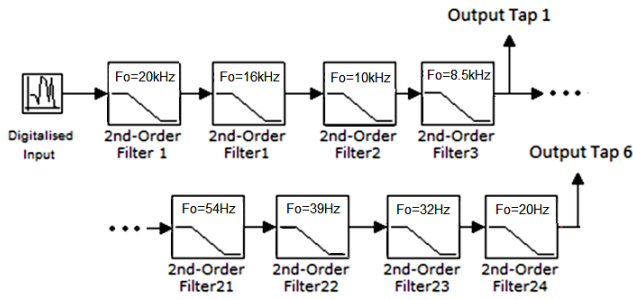 Output Tap 1
Fo=20kHz
Fo=16kHz
Fo=10kHz
Fo=8.5kHz
Digitalised
Input
2nd-Order
Filter 1
2nd-Order
Filter1
2nd-Order
Filter2
2nd-Order
Filter3
Output Tap 6
Fo=54Hz
Fo=39Hz
Fo=32Hz
Fo=20Hz
2nd-Order
Filter21
2nd-Order
Filter22
2nd-Order
Filter23
2nd-Order
Filter24